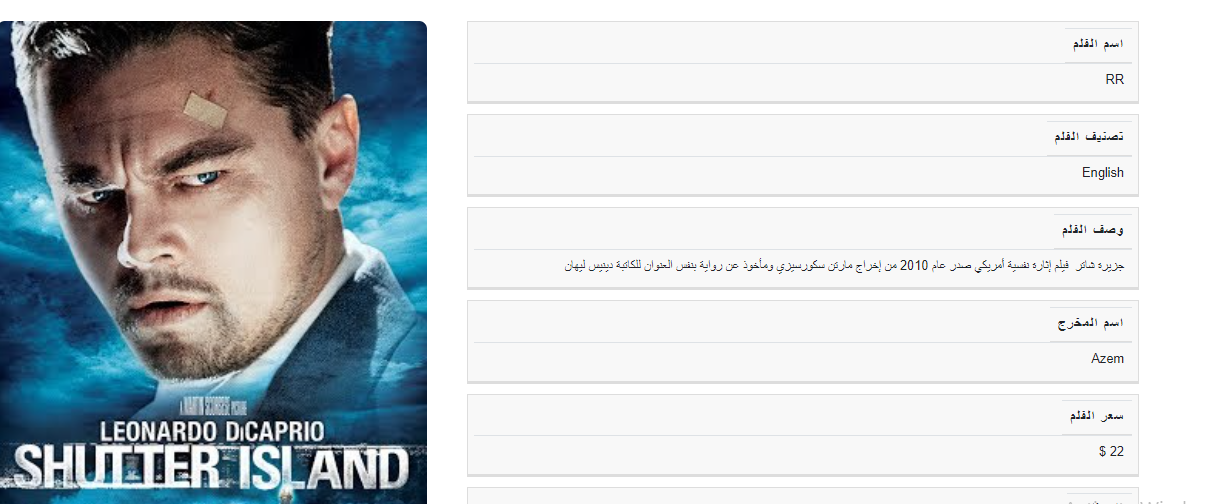 اسم الفلم
RR
تصنيف الفلم
English
وصف الفلم
جزيرة شاتر فيلم إثارة نفسية أمريكي صدر عام 2010 من إخراج مارتن سكورسيزي ومأخوذ عن رواية بنفس العنوان للكاتبة دينيس ليهان
اسم المخرج
Azem
سعر الفلم
22 $
A MARTIN SCORSESE PICTURE
LEONARDO DiCAPRIO
SHUTTER ISLAND